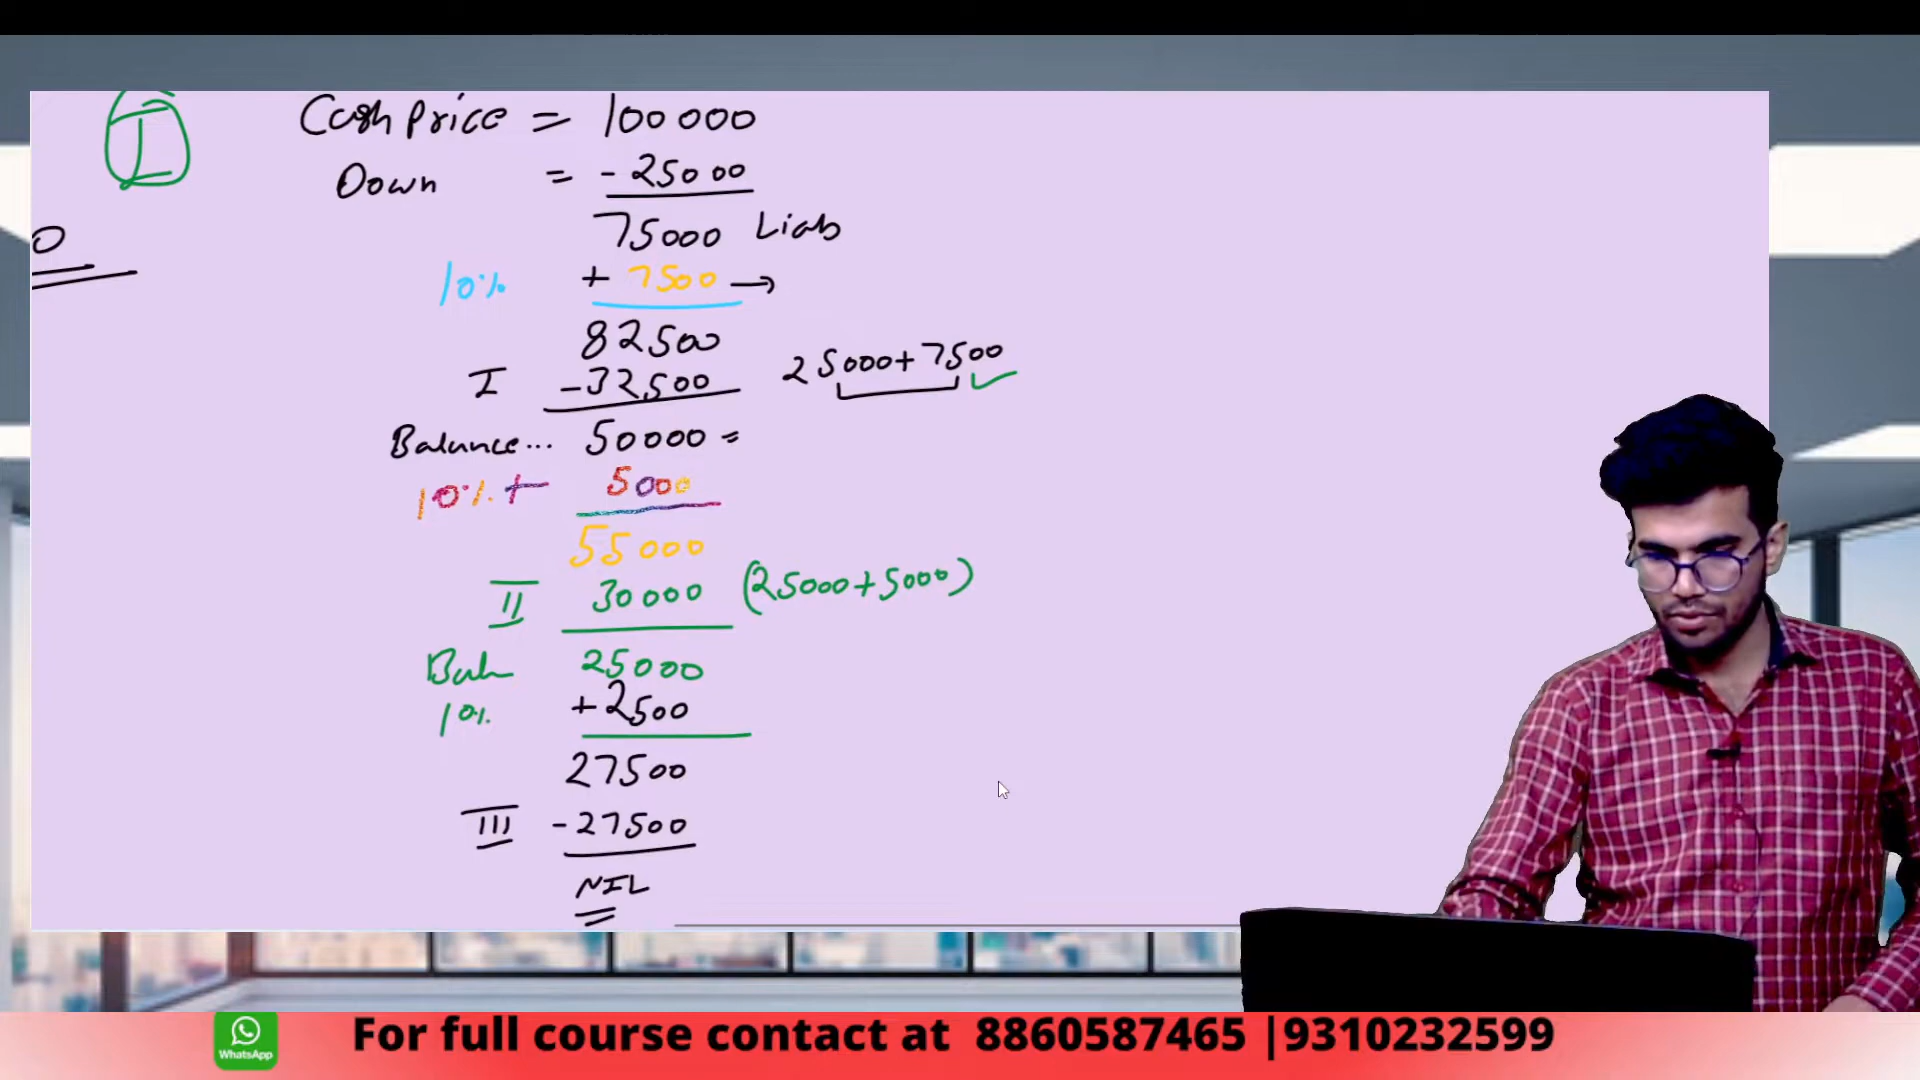 I
Cash Price = 100000
Down = - 25000
0
75000 Liab
10% + 7500 →
82500
I - 32500 25000 + 7500
Balance... 50000 =
10% + 5000
55000
II 30000 (25000 + 5000)
Bal 25000
10% + 2500
27500
III - 27500
NIL
WhatsApp
For full course contact at 8860587465 | 9310232599